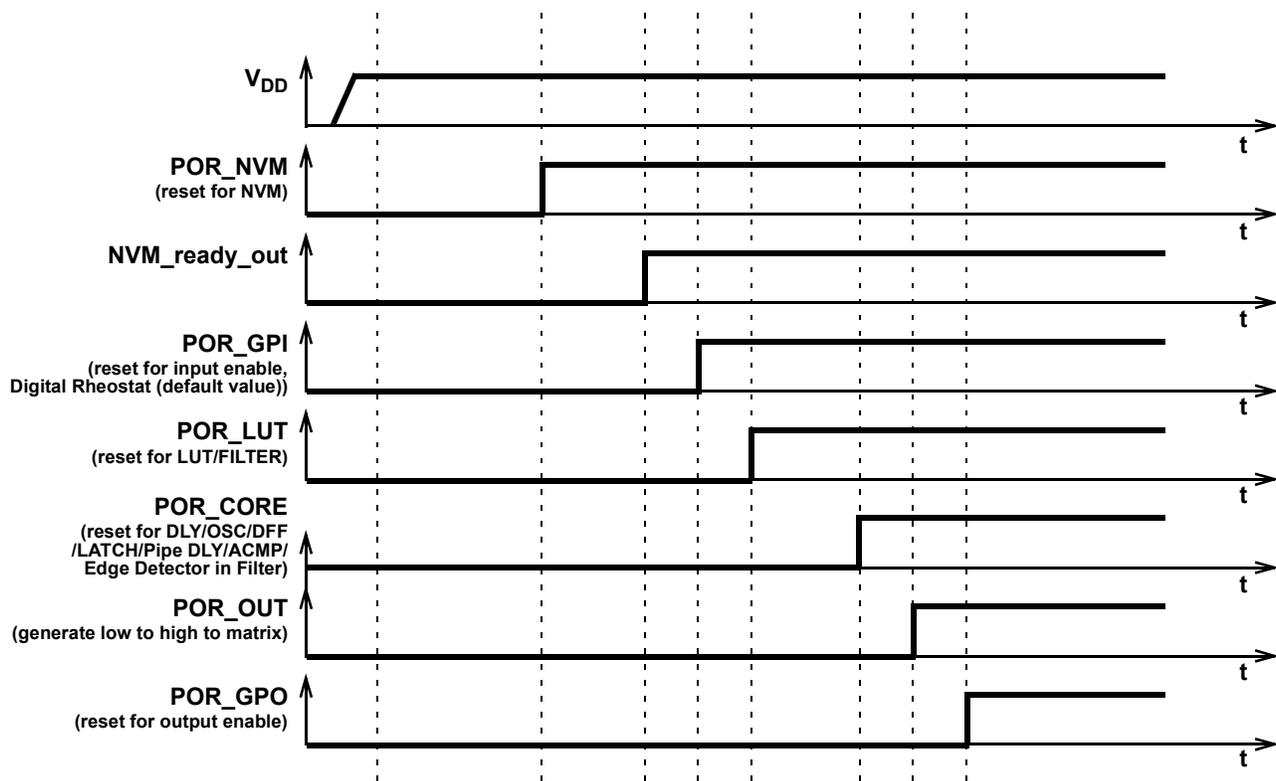 VDD
t
POR_NVM
(reset for NVM)
t
NVM_ready_out
t
POR_GPI
(reset for input enable,
Digital Rheostat (default value))
t
POR_LUT
(reset for LUT/FILTER)
t
POR_CORE
(reset for DLY/OSC/DFF
/LATCH/Pipe DLY/ACMP/
Edge Detector in Filter)
t
POR_OUT
(generate low to high to matrix)
t
POR_GPO
(reset for output enable)
t